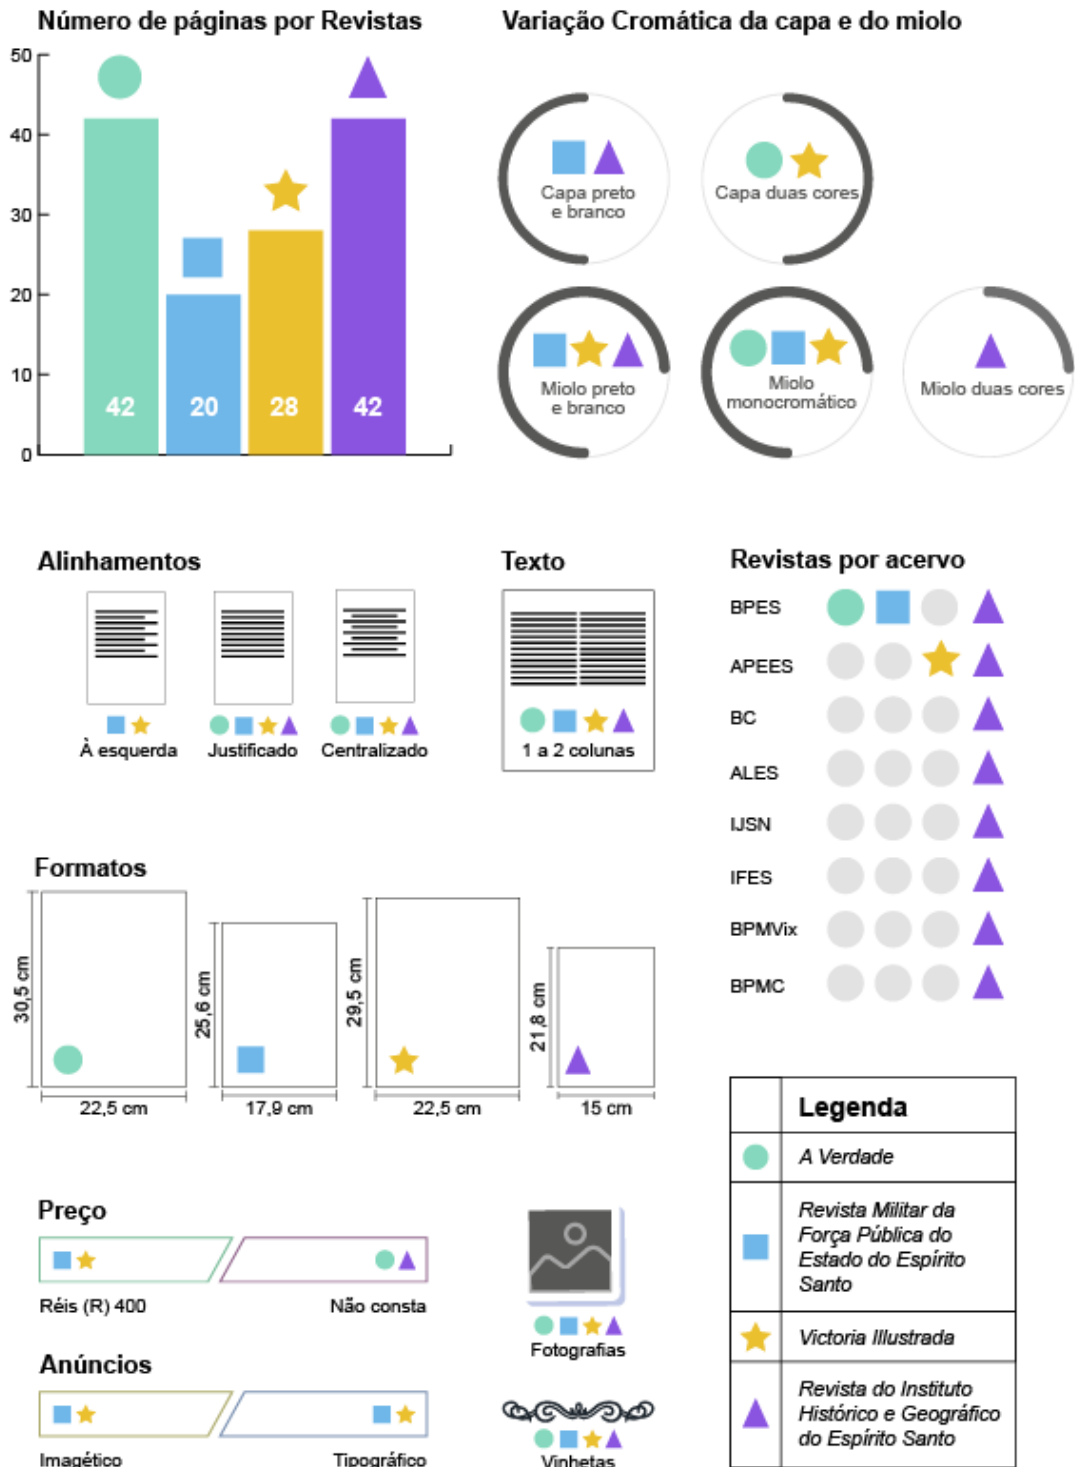 Número de páginas por Revistas
50
40
30
20
10
0
42
20
28
42
Variação Cromática da capa e do miolo
Capa preto
e branco
Capa duas cores
Miolo preto
e branco
Miolo
monocromático
Miolo duas cores
Alinhamentos
À esquerda
Justificado
Centralizado
Texto
1 a 2 colunas
Revistas por acervo
BPES
APEES
BC
ALES
IJSN
IFES
BPMVix
BPMC
Formatos
30,5 cm
22,5 cm
25,6 cm
17,9 cm
29,5 cm
22,5 cm
21,8 cm
15 cm
Preço
Réis (R) 400
Não consta
Anúncios
Imagético
Tipográfico
Fotografias
Vinhetas
Legenda
A Verdade
Revista Militar da
Força Pública do
Estado do Espírito
Santo
Victoria Illustrada
Revista do Instituto
Histórico e Geográfico
do Espírito Santo